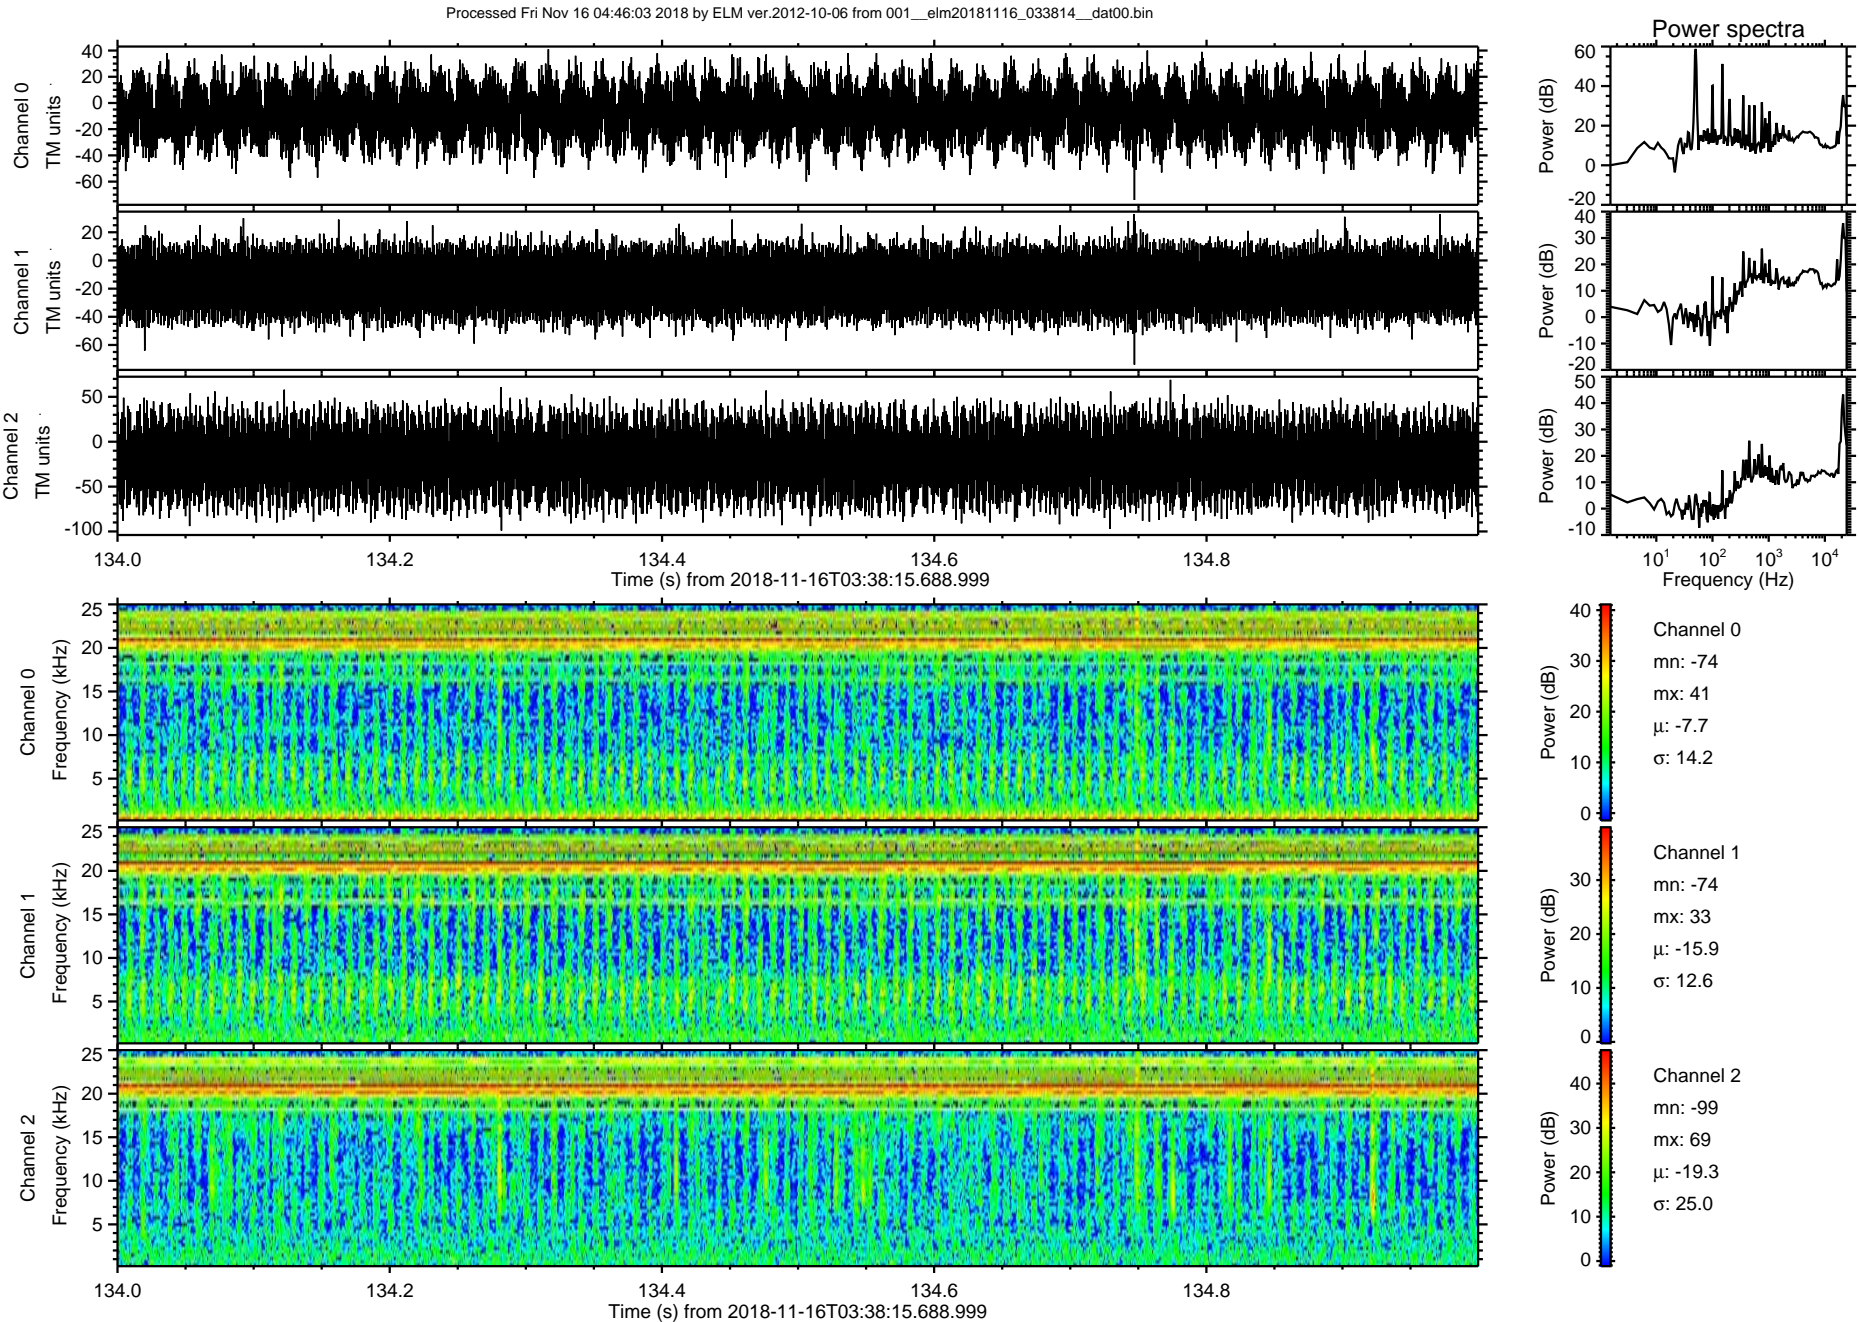 Processed Fri Nov 16 04:46:03 2018 by ELM ver.2012-10-06 from 001__elm20181116_033814__dat00.bin
Power spectra
Channel 0
TM units
40
20
0
-20
-40
-60
Power (dB)
60
40
20
0
-20
Channel 1
TM units
20
0
-20
-40
-60
Power (dB)
40
30
20
10
0
-10
-20
Channel 2
TM units
50
0
-50
-100
Power (dB)
50
40
30
20
10
0
-10
134.0 134.2 134.4 134.6 134.8
Time (s) from 2018-11-16T03:38:15.688.999
10¹ 10² 10³ 10⁴
Frequency (Hz)
Channel 0
Frequency (kHz)
25
20
15
10
5
Power (dB)
40
30
20
10
0
Channel 0
mn: -74
mx: 41
μ: -7.7
σ: 14.2
Channel 1
Frequency (kHz)
25
20
15
10
5
Power (dB)
30
20
10
0
Channel 1
mn: -74
mx: 33
μ: -15.9
σ: 12.6
Channel 2
Frequency (kHz)
25
20
15
10
5
Power (dB)
40
30
20
10
0
Channel 2
mn: -99
mx: 69
μ: -19.3
σ: 25.0
134.0 134.2 134.4 134.6 134.8
Time (s) from 2018-11-16T03:38:15.688.999